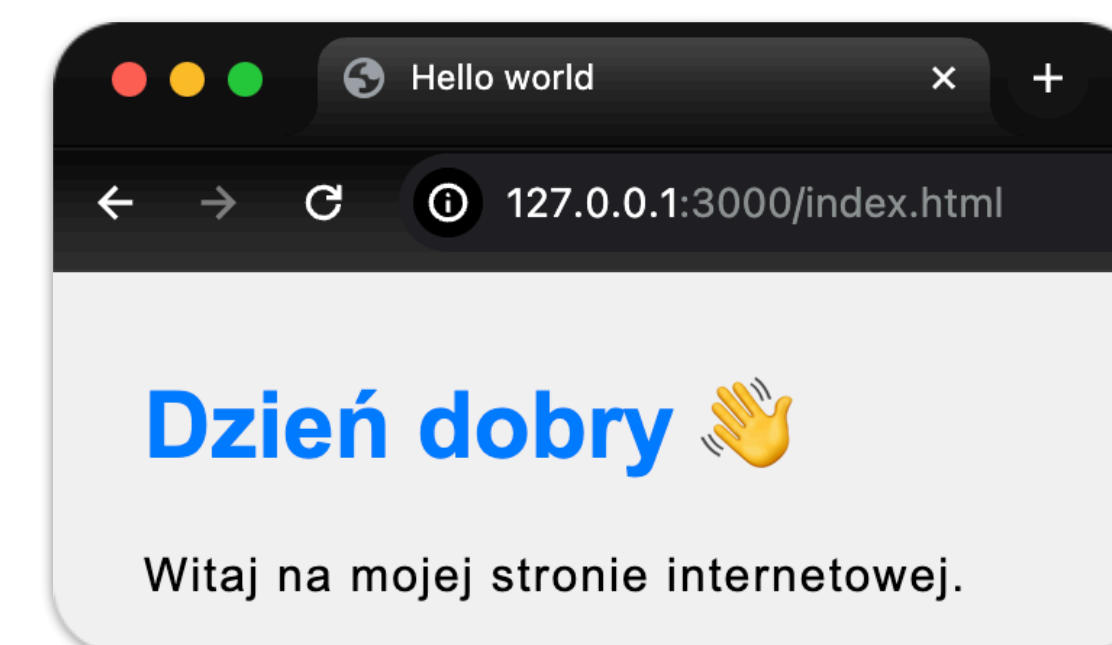 Hello world
127.0.0.1:3000/index.html
Dzień dobry 👋
Witaj na mojej stronie internetowej.